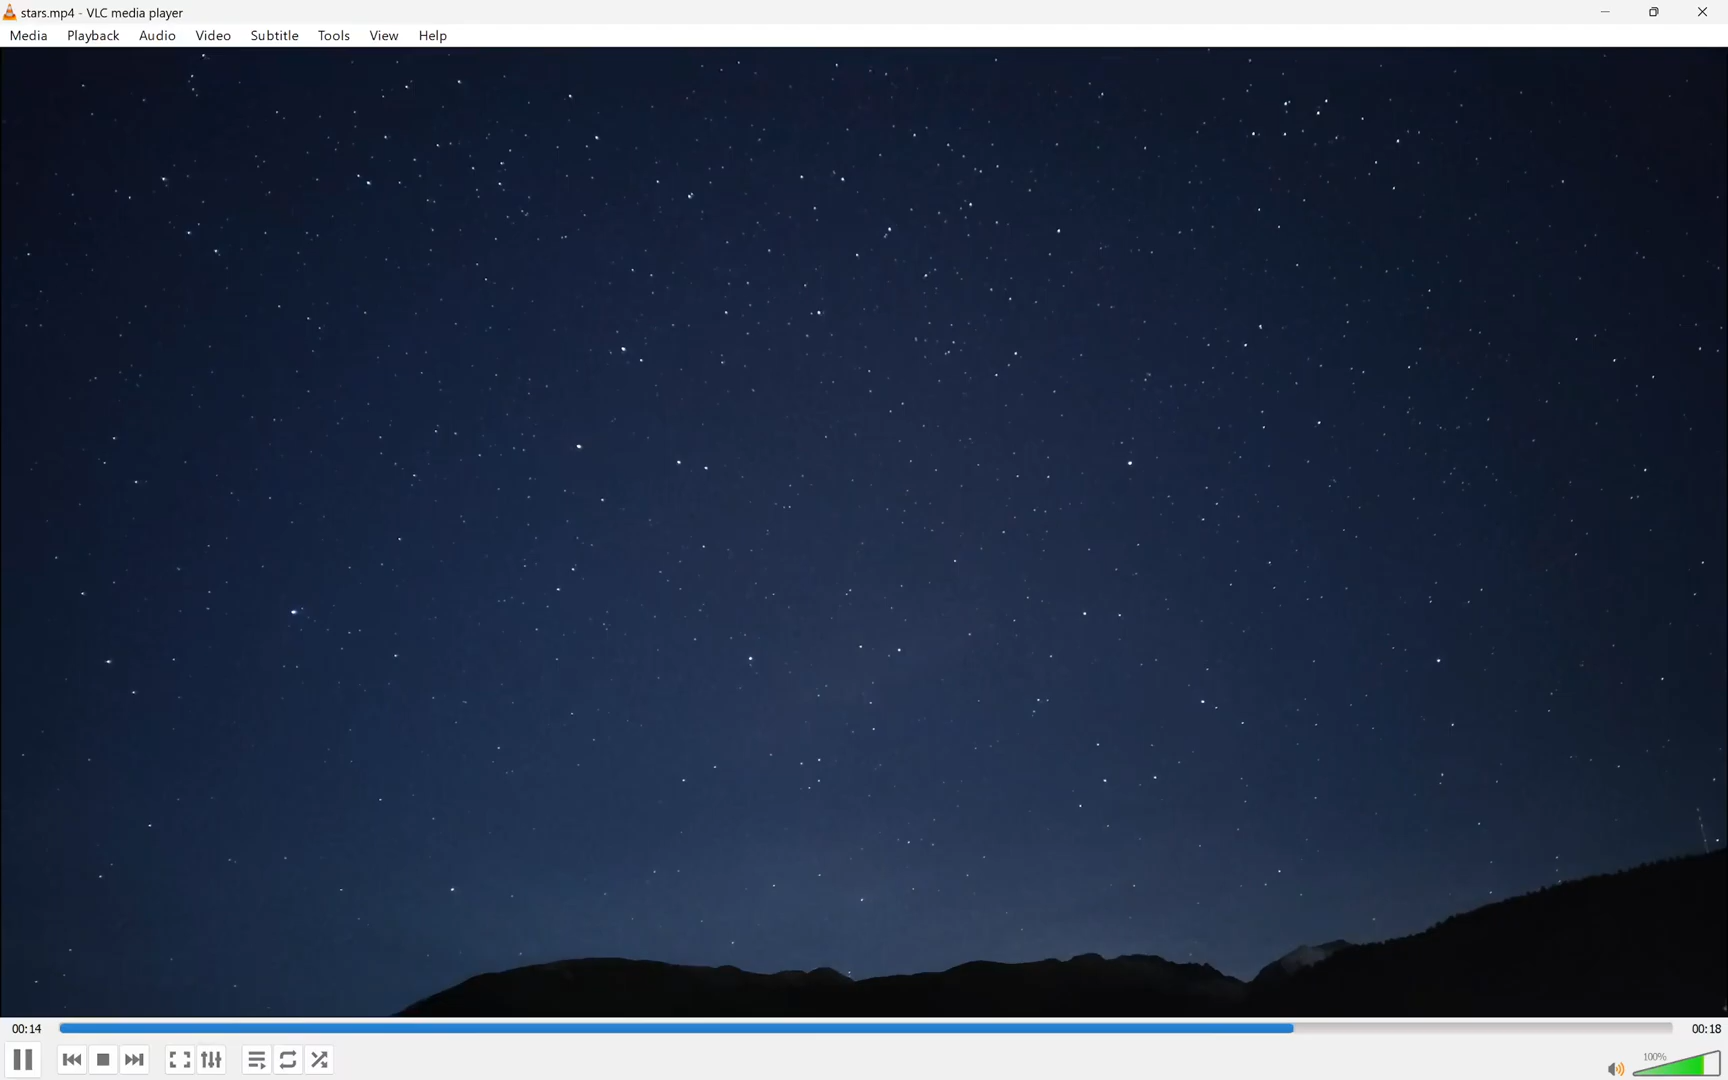 stars.mp4 - VLC media player
Media Playback Audio Video Subtitle Tools View Help
00:14 00:18
100%